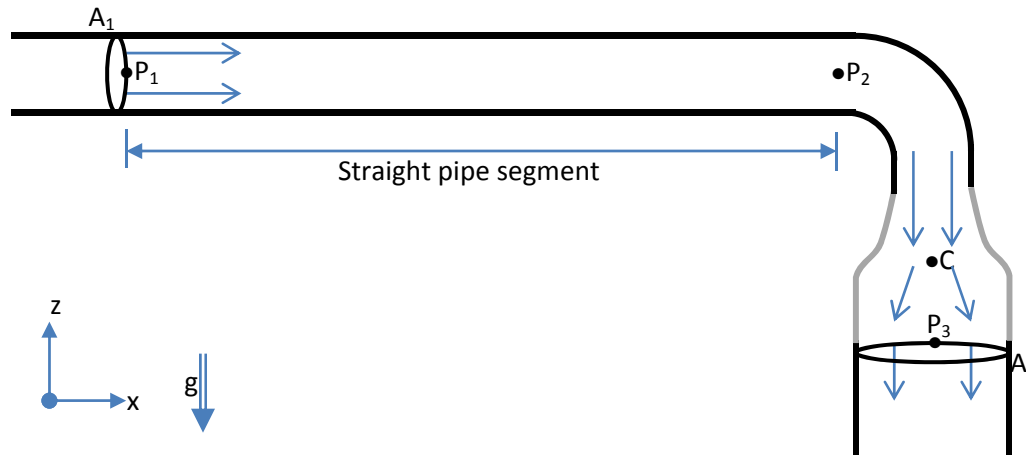 A₁
P₁
P₂
Straight pipe segment
C
z
P₃
A
g
x